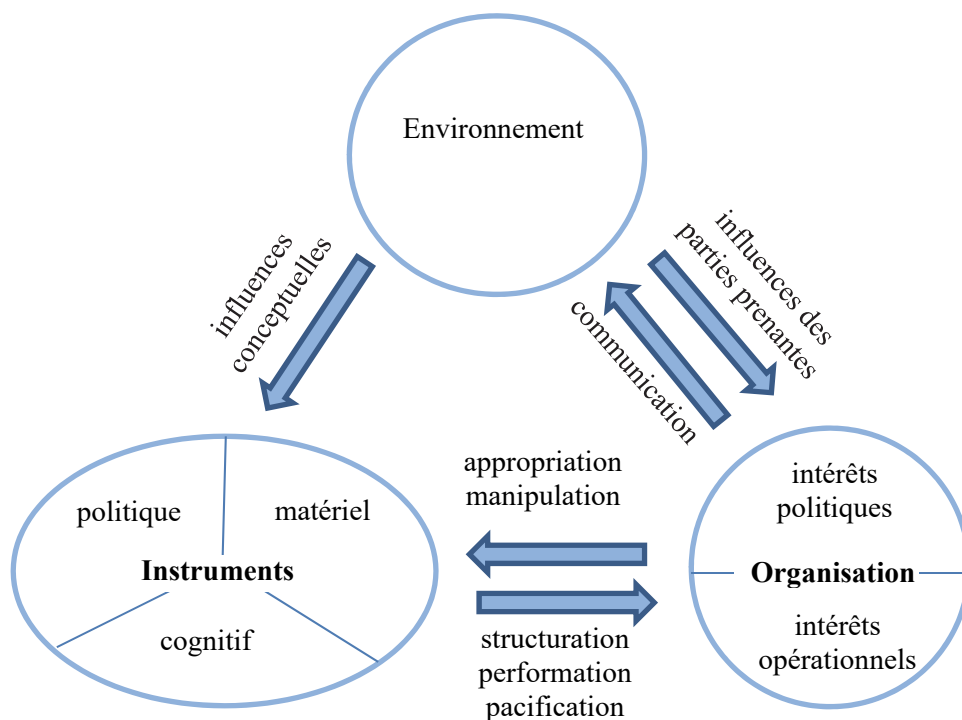 Environnement
influences
conceptuelles
influences des
parties prenantes
communication
appropriation
manipulation
politique
matériel
Instruments
cognitif
intérêts
politiques
Organisation
intérêts
opérationnels
structuration
performation
pacification